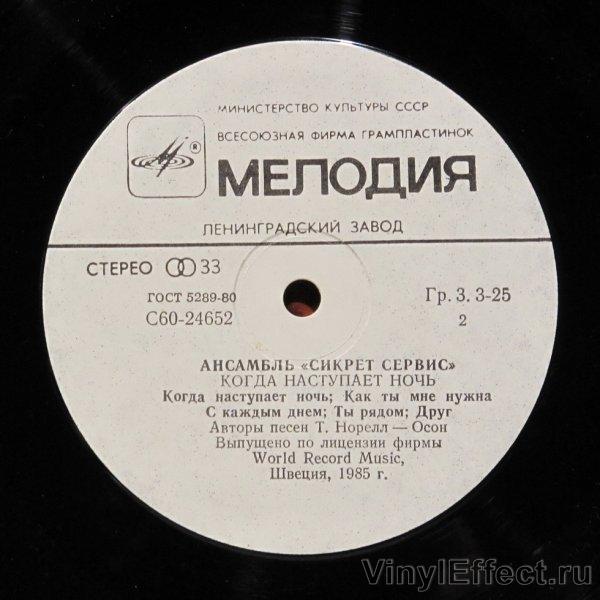 МИНИСТЕРСТВО КУЛЬТУРЫ СССР
ВСЕСОЮЗНАЯ ФИРМА ГРАМПЛАСТИНОК
®
МЕЛОДИЯ
ЛЕНИНГРАДСКИЙ ЗАВОД
СТЕРЕО 33
ГОСТ 5289-80
Гр. 3. 3-25
С60-24652
2
АНСАМБЛЬ «СИКРЕТ СЕРВИС»
КОГДА НАСТУПАЕТ НОЧЬ
Когда наступает ночь; Как ты мне нужна
С каждым днем; Ты рядом; Друг
Авторы песен Т. Норелл — Осон
Выпущено по лицензии фирмы
World Record Music,
Швеция, 1985 г.
VinylEffect.ru